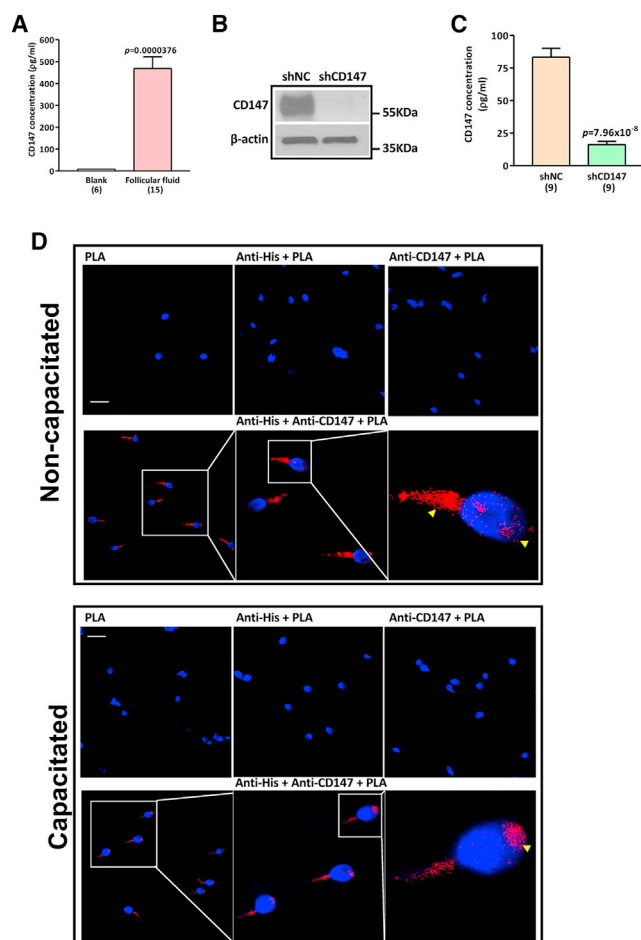 A
p=0.0000376
CD147 concentration (ρg/ml)
600
500
400
300
200
100
0
Blank
(6)
Follicular fluid
(15)
B
shNC shCD147
CD147
55KDa
β-actin
35KDa
C
CD147 concentration
(ρg/ml)
100
75
50
25
0
p=7.96x10-8
shNC
(9)
shCD147
(9)
D
Non-capacitated
PLA
Anti-His + PLA
Anti-CD147 + PLA
Anti-His + Anti-CD147 + PLA
Capacitated
PLA
Anti-His + PLA
Anti-CD147 + PLA
Anti-His + Anti-CD147 + PLA